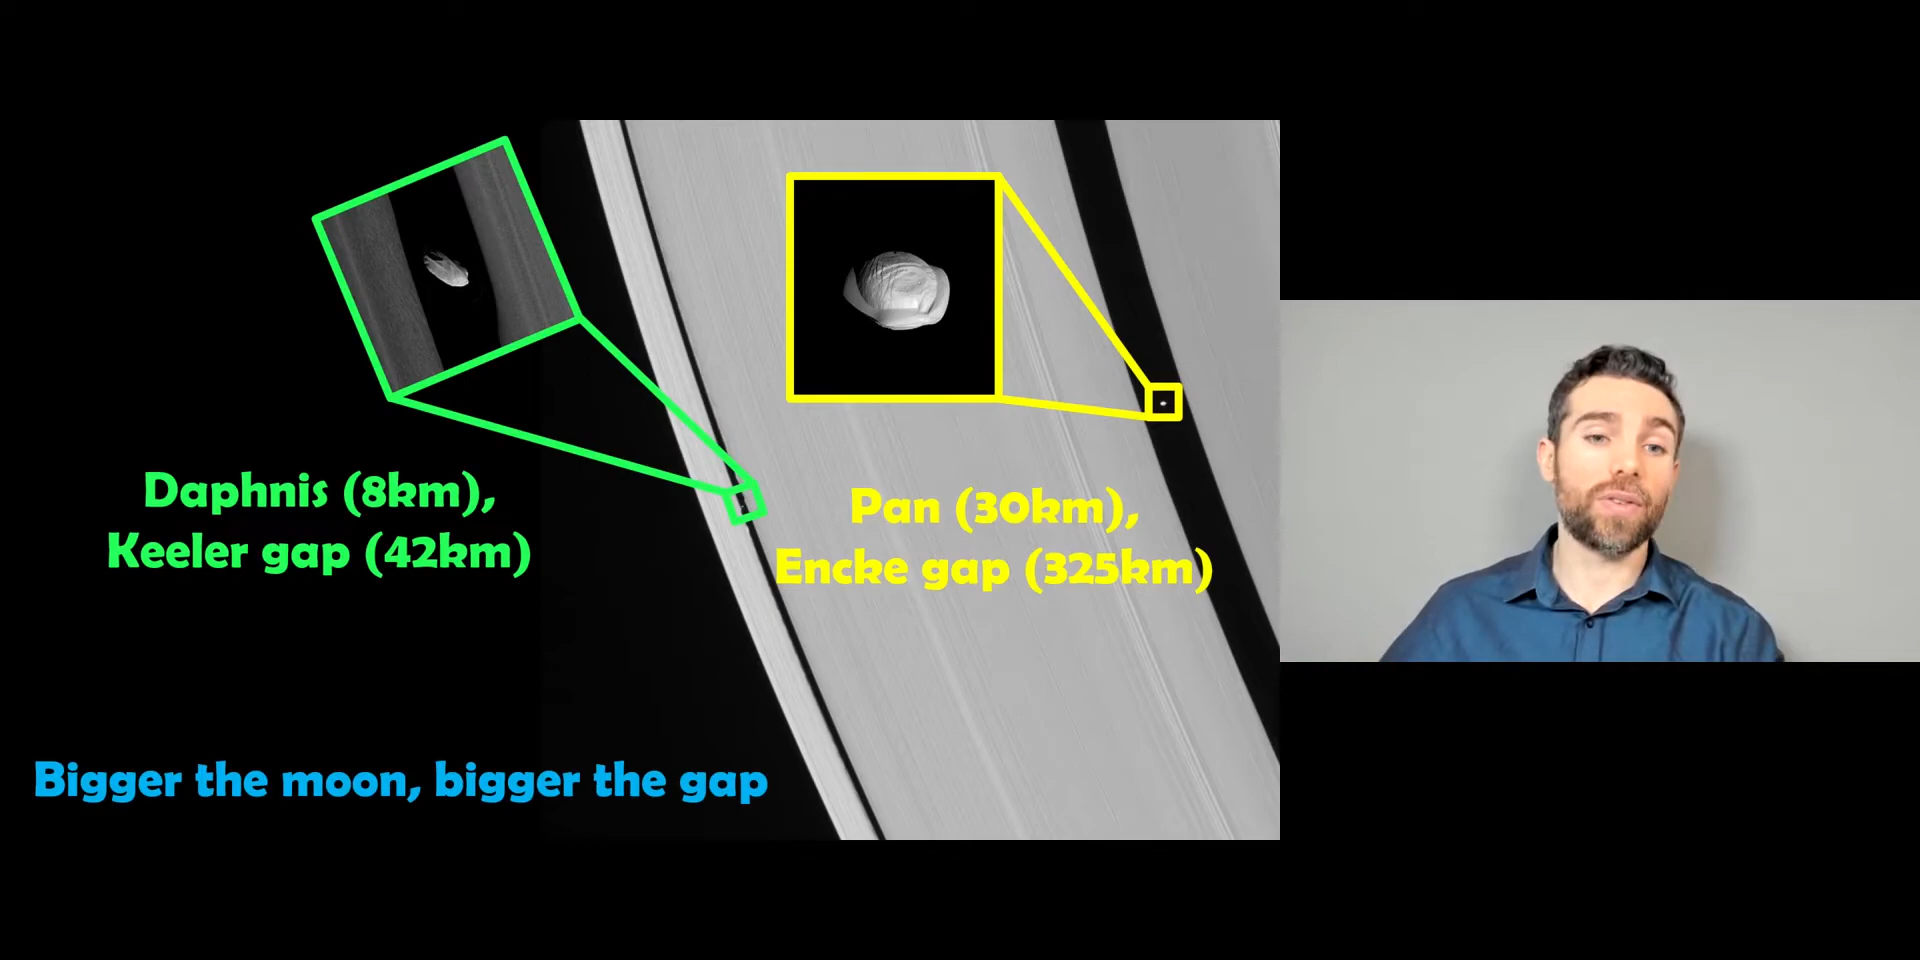 Daphnis (8km),
Keeler gap (42km)
Pan (30km),
Encke gap (325km)
Bigger the moon, bigger the gap